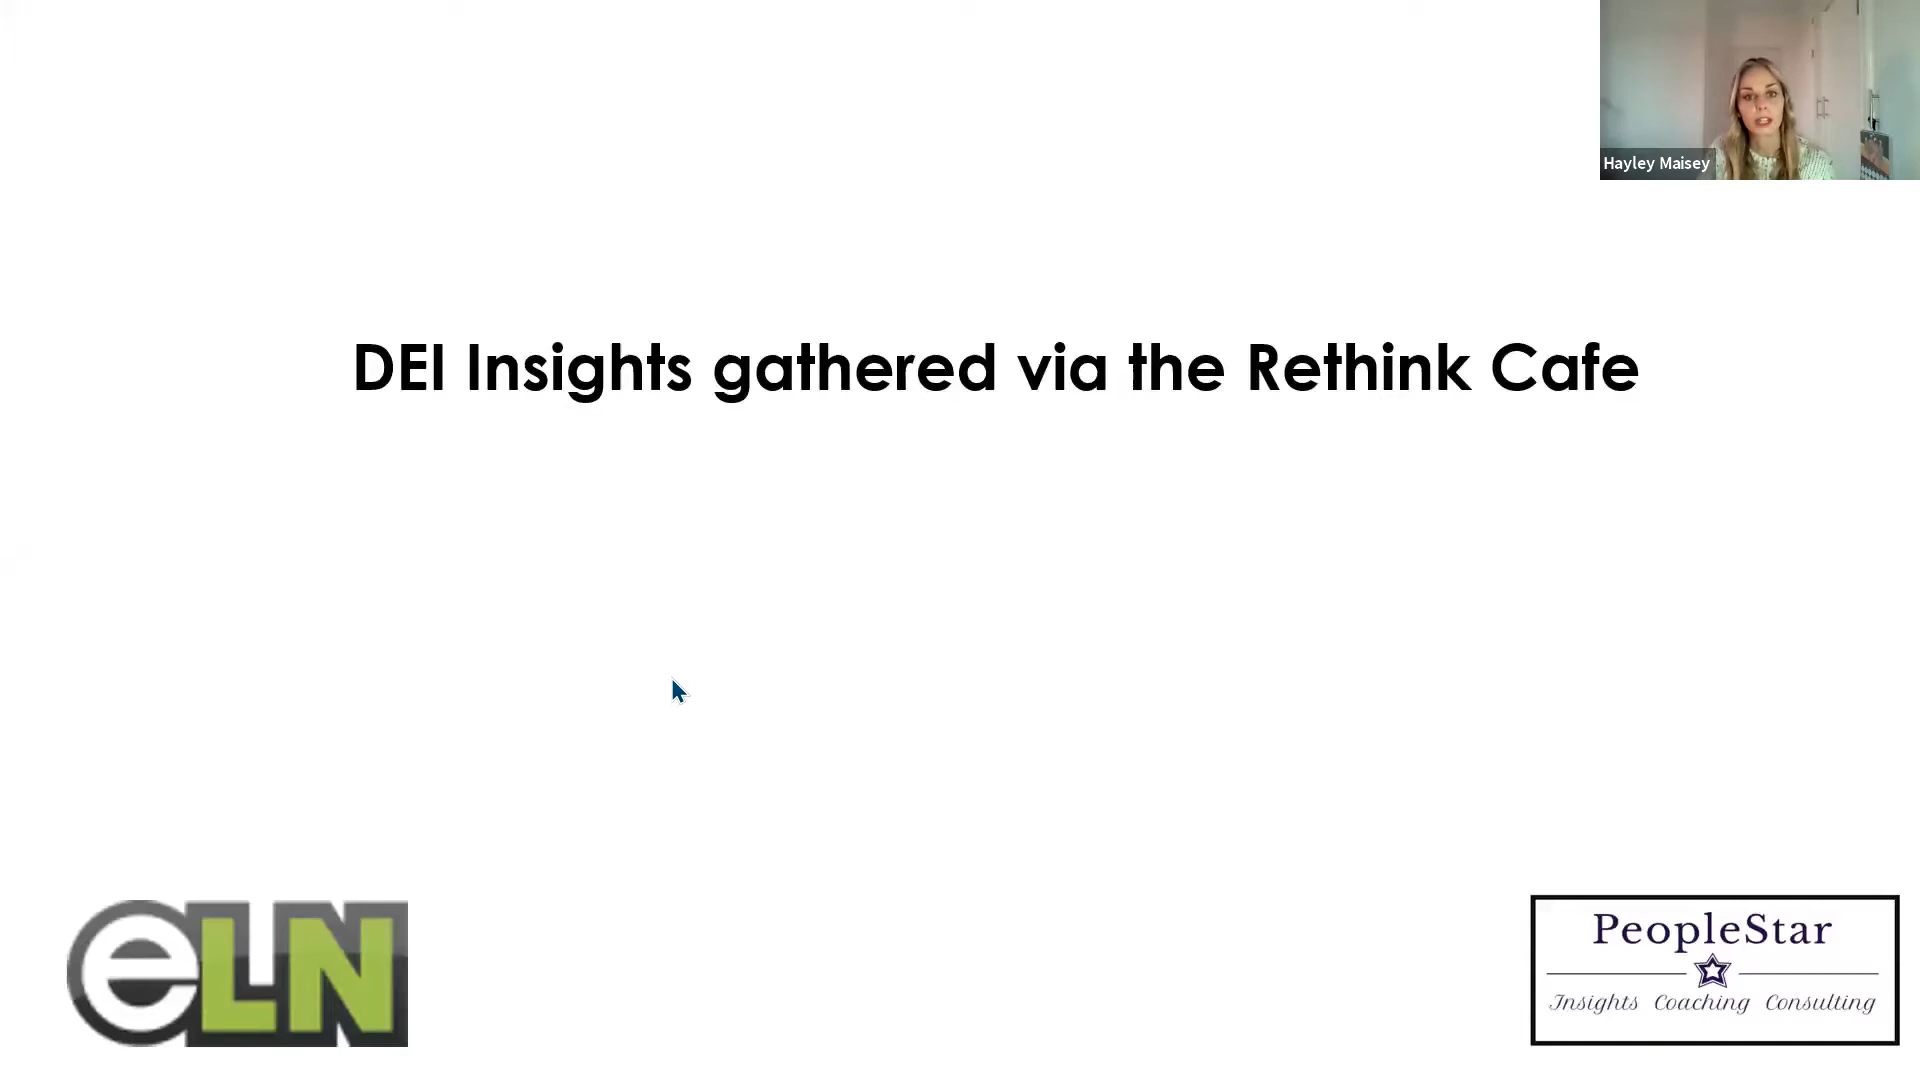 Hayley Maisey
DEI Insights gathered via the Rethink Cafe
eLN
PeopleStar
Insights Coaching Consulting